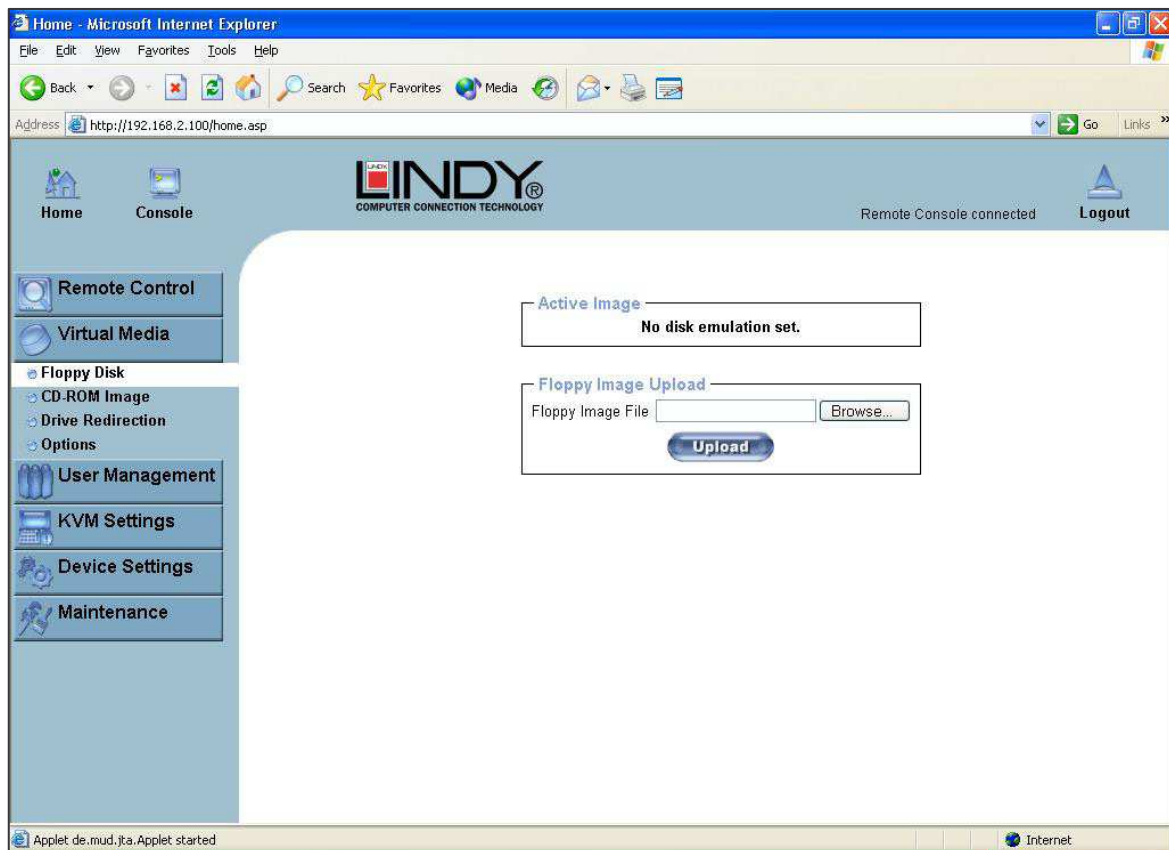 Home - Microsoft Internet Explorer
File Edit View Favorites Tools Help
Back Search Favorites Media
Address http://192.168.2.100/home.asp Go Links »
Home Console
LINDY
LINDY®
COMPUTER CONNECTION TECHNOLOGY
Remote Console connected Logout
Remote Control
Virtual Media
Floppy Disk
CD-ROM Image
Drive Redirection
Options
User Management
KVM Settings
Device Settings
Maintenance
Active Image
No disk emulation set.
Floppy Image Upload
Floppy Image File Browse...
Upload
Applet de.mud.jta.Applet started Internet